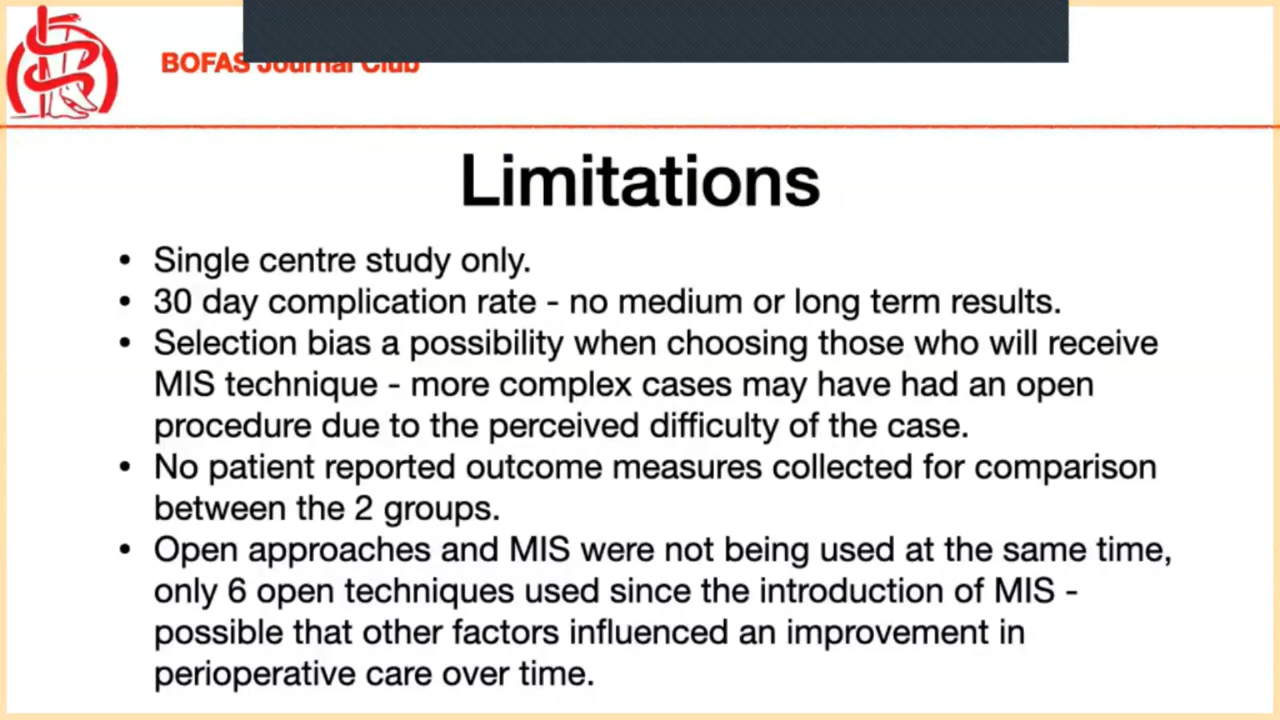 BOFAS Journal Club
Limitations
• Single centre study only.
• 30 day complication rate - no medium or long term results.
• Selection bias a possibility when choosing those who will receive
MIS technique - more complex cases may have had an open
procedure due to the perceived difficulty of the case.
• No patient reported outcome measures collected for comparison
between the 2 groups.
• Open approaches and MIS were not being used at the same time,
only 6 open techniques used since the introduction of MIS -
possible that other factors influenced an improvement in
perioperative care over time.